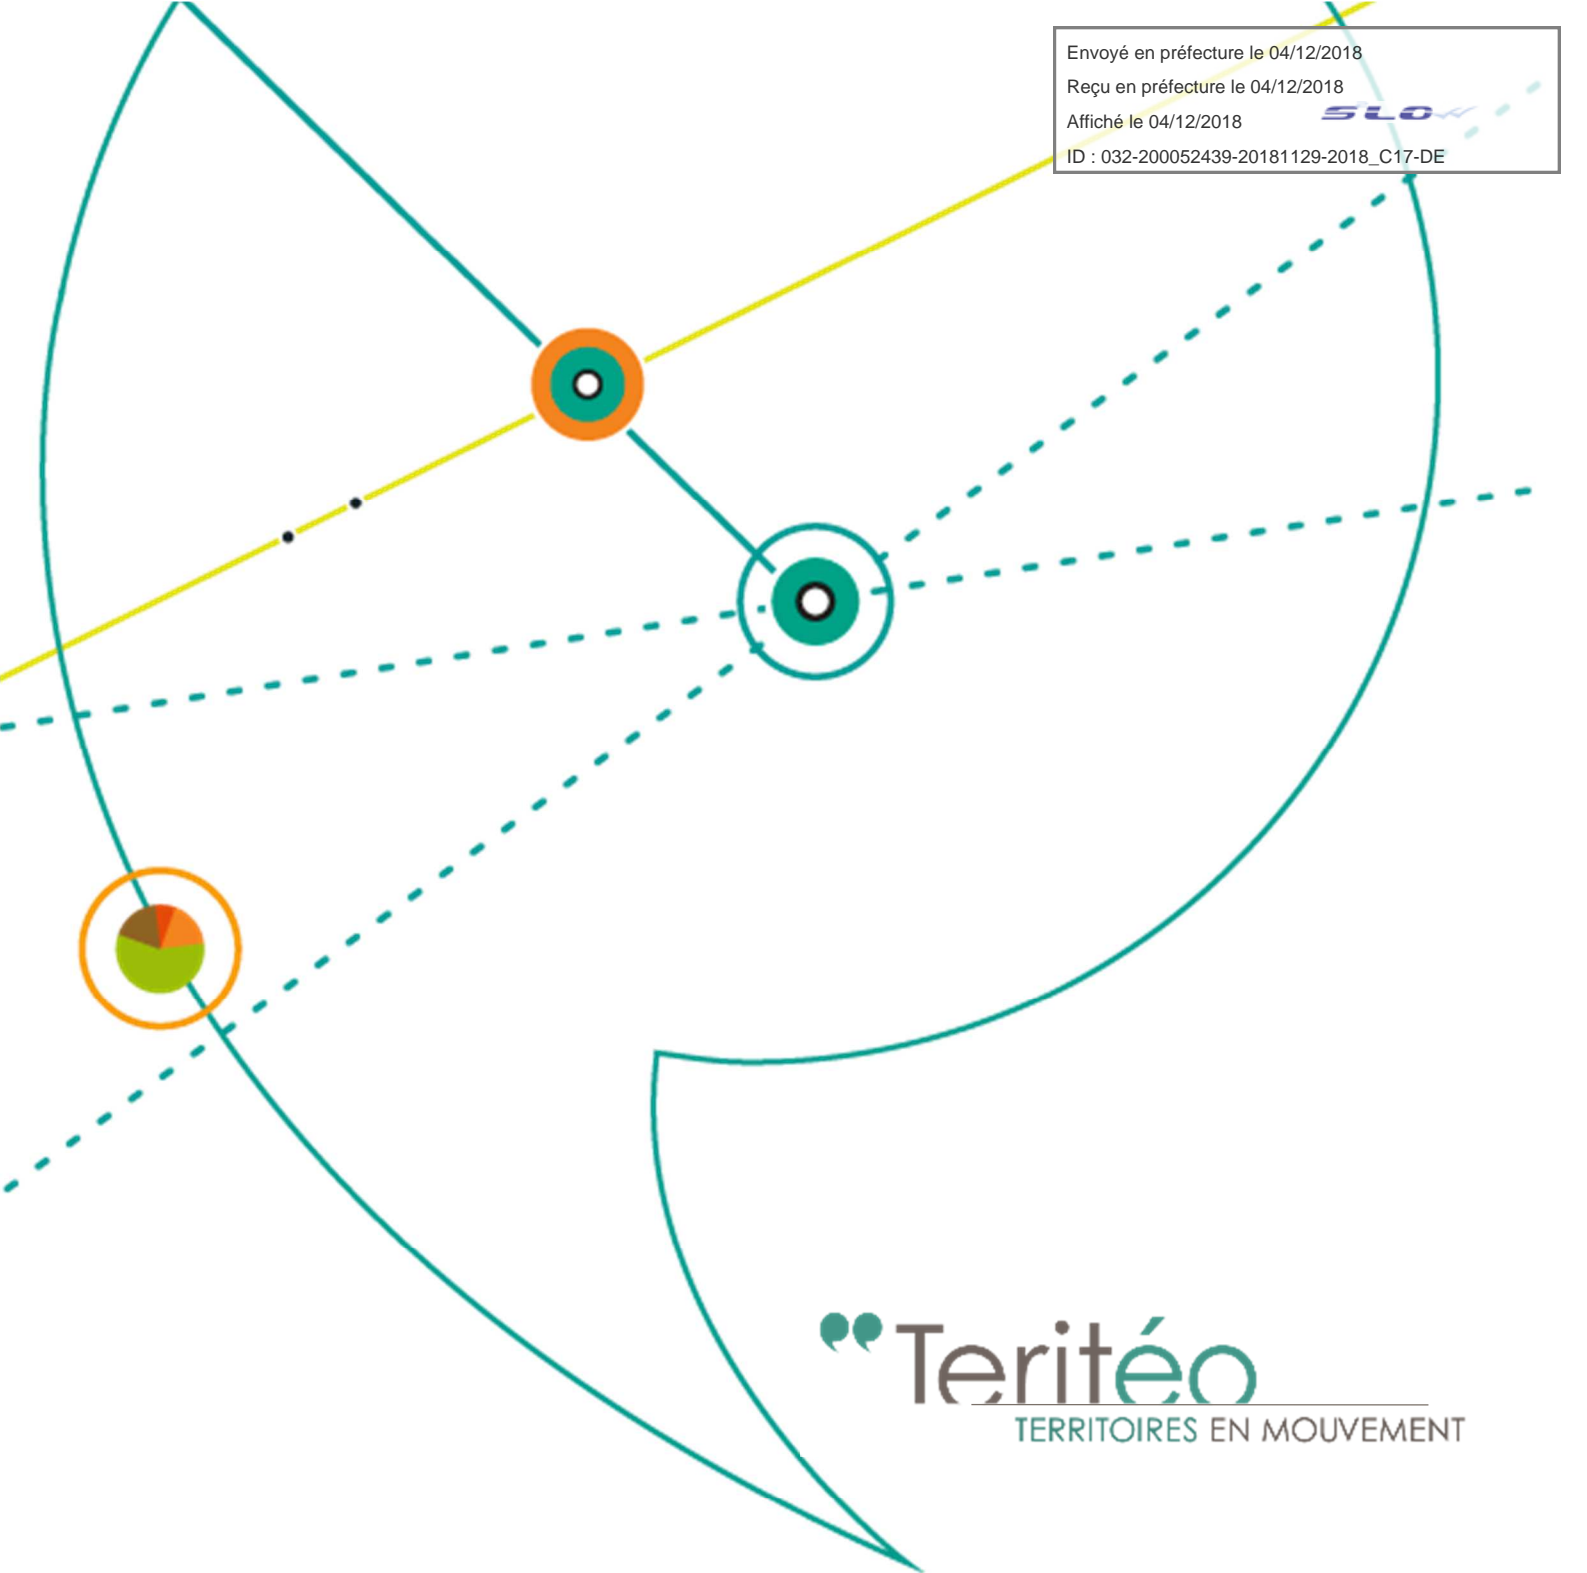 Envoyé en préfecture le 04/12/2018
Reçu en préfecture le 04/12/2018
Affiché le 04/12/2018
SLOW
ID : 032-200052439-20181129-2018_C17-DE
Teritéo
TERRITOIRES EN MOUVEMENT